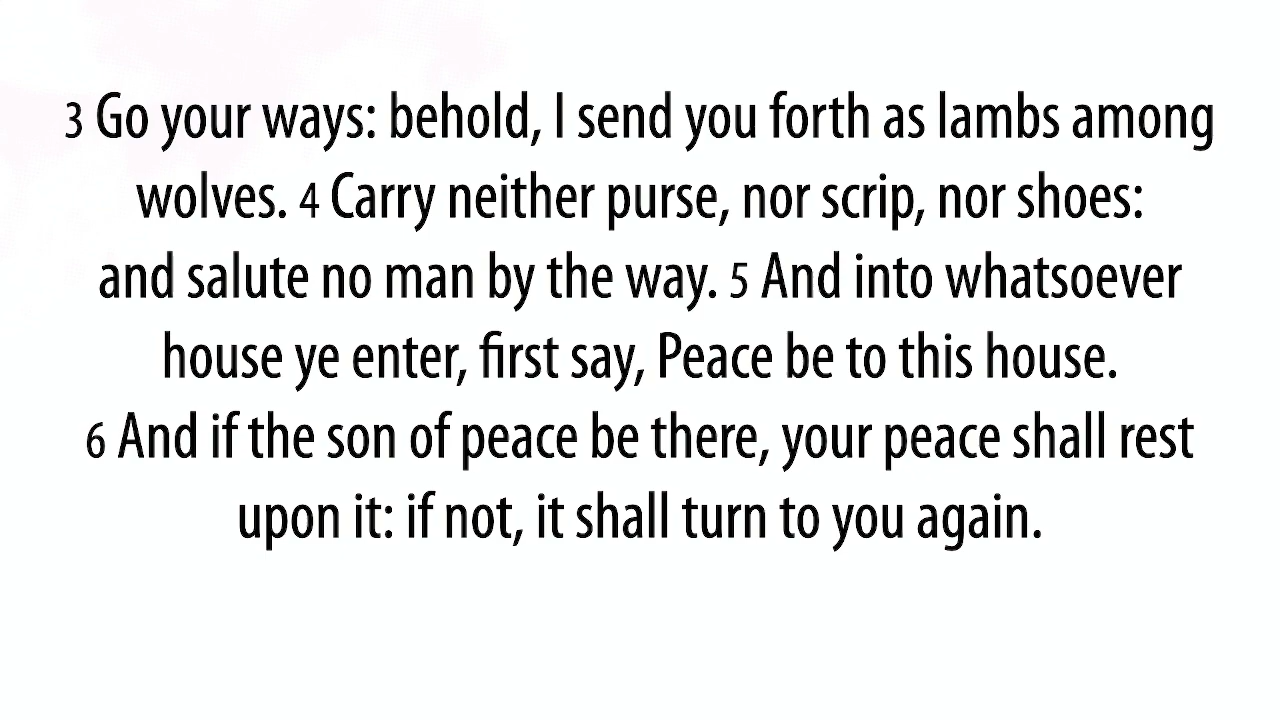 3 Go your ways: behold, I send you forth as lambs among
wolves. 4 Carry neither purse, nor scrip, nor shoes:
and salute no man by the way. 5 And into whatsoever
house ye enter, first say, Peace be to this house.
6 And if the son of peace be there, your peace shall rest
upon it: if not, it shall turn to you again.